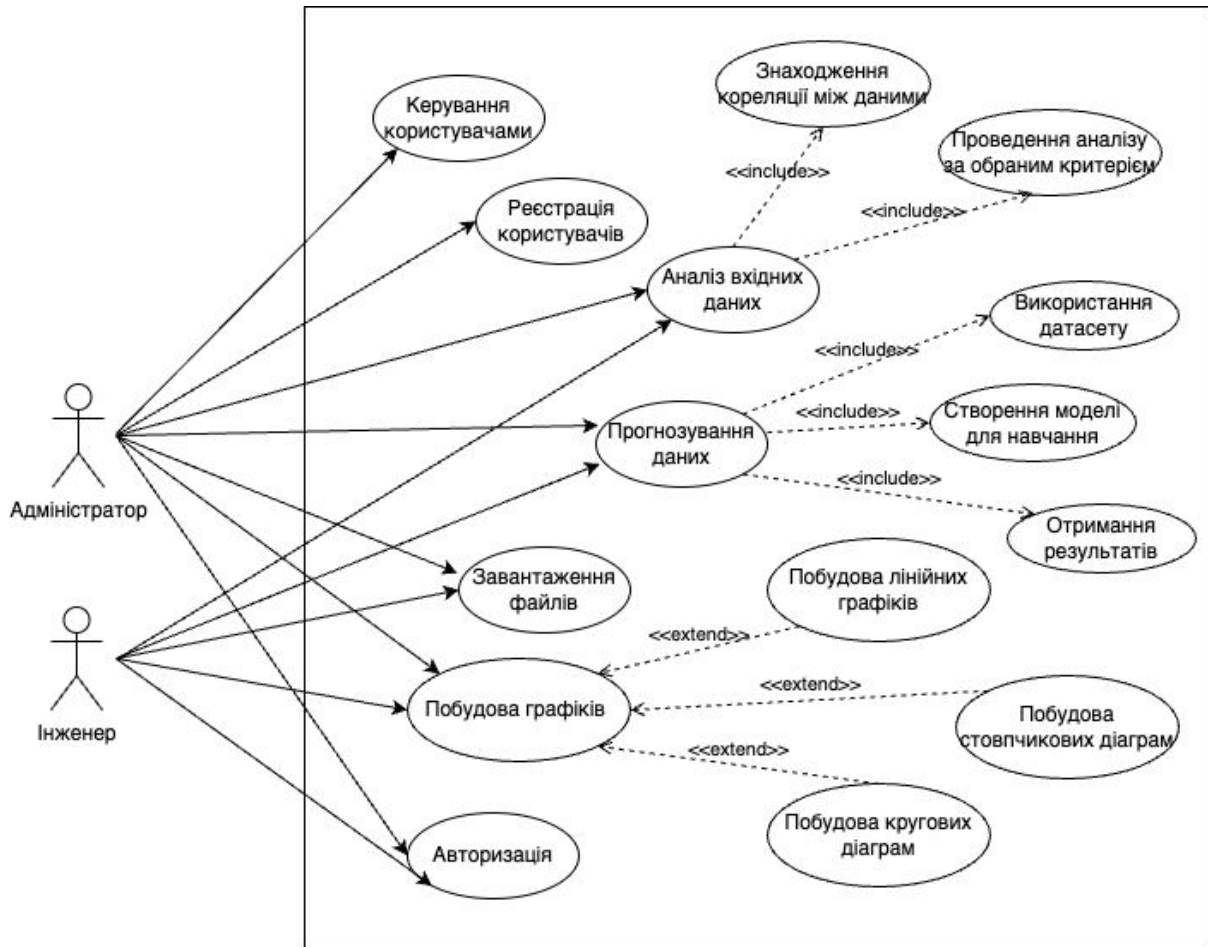 Знаходження
кореляції між даними
Керування
користувачами
Проведення аналізу
за обраним критерієм
<<include>>
<<include>>
Реєстрація
користувачів
Аналіз вхідних
даних
Використання
датасету
<<include>>
Створення моделі
для навчання
<<include>>
Прогнозування
даних
<<include>>
Адміністратор
Отримання
результатів
Завантаження
файлів
Побудова лінійних
графіків
<<extend>>
<<extend>>
Побудова графіків
Побудова
стовпчикових діаграм
Інженер
<<extend>>
Побудова кругових
діаграм
Авторизація